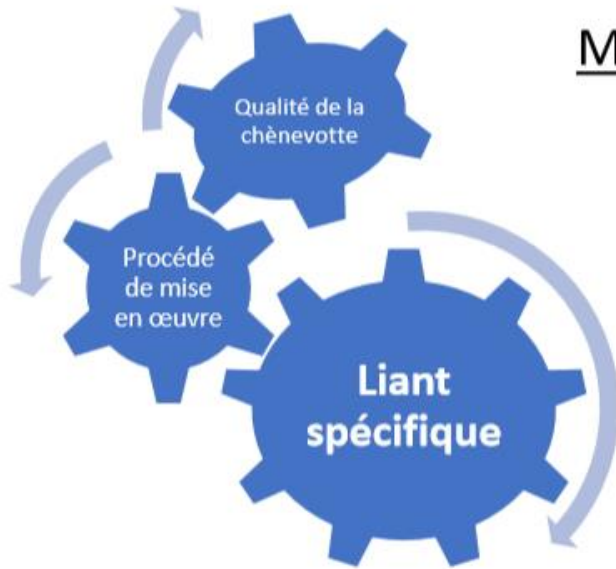 M
Qualité de la
chènevotte
Procédé
de mise
en œuvre
Liant
spécifique